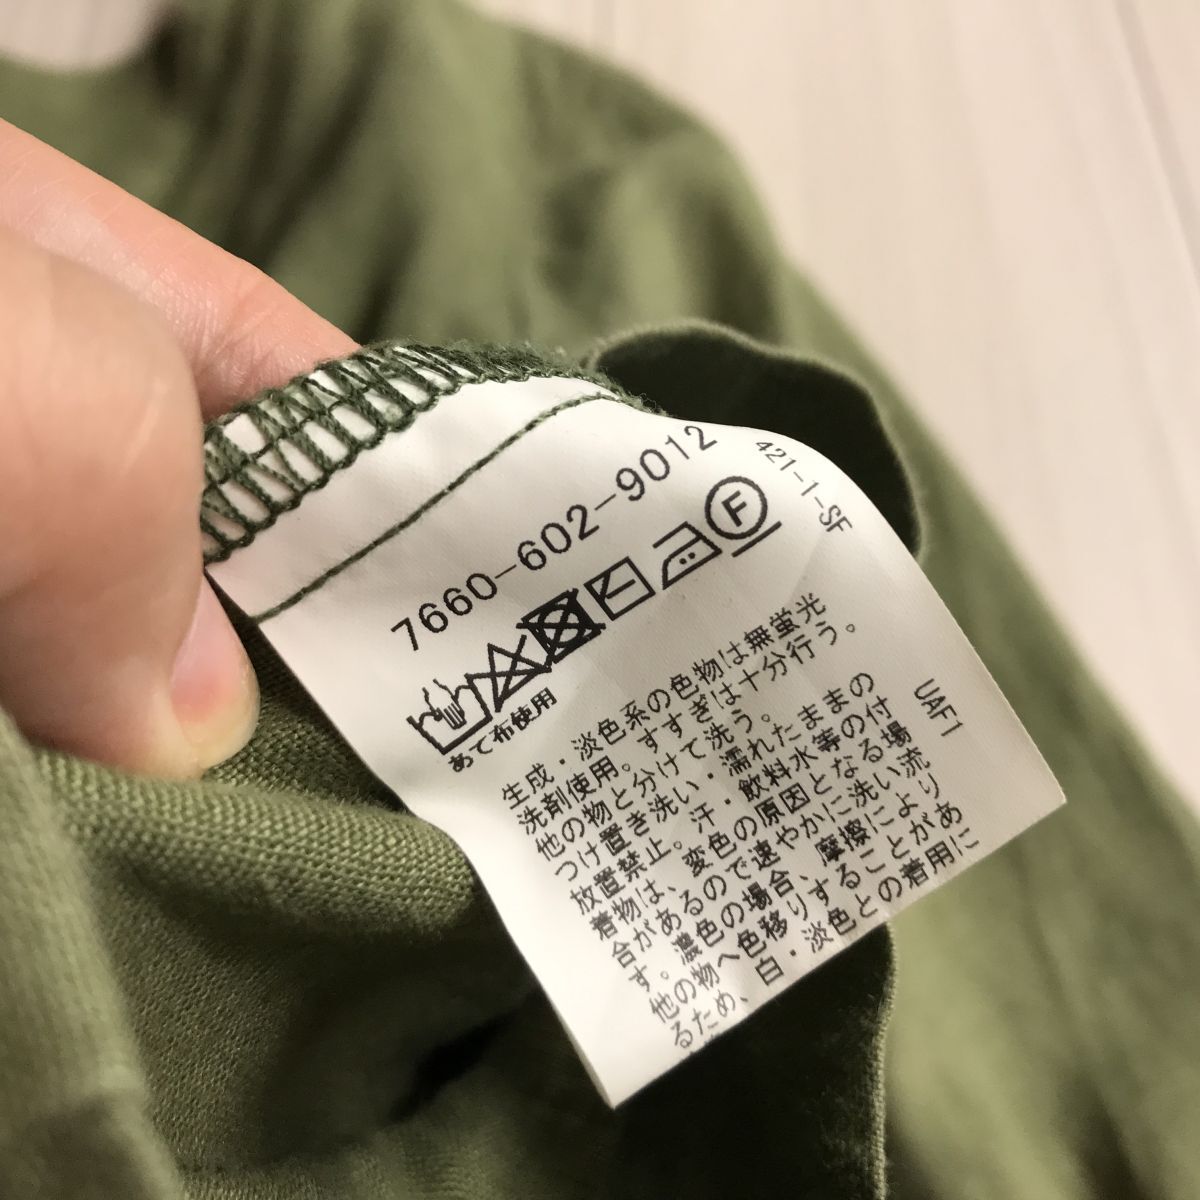 7660-602-9012
421-1-SF
F
あて布使用
生成・淡色系の色物は無蛍光
洗剤使用。すすぎは十分行う。
他の物と分けて洗う。
つけ置き洗い・濡れたままの
放置禁止。汗・飲料水等の付
着物は、変色の原因となる場
合があるので速やかに洗い流
す。濃色の場合、摩擦により
他の物へ色移りすることがあ
るため、白・淡色との着用に
UAF1